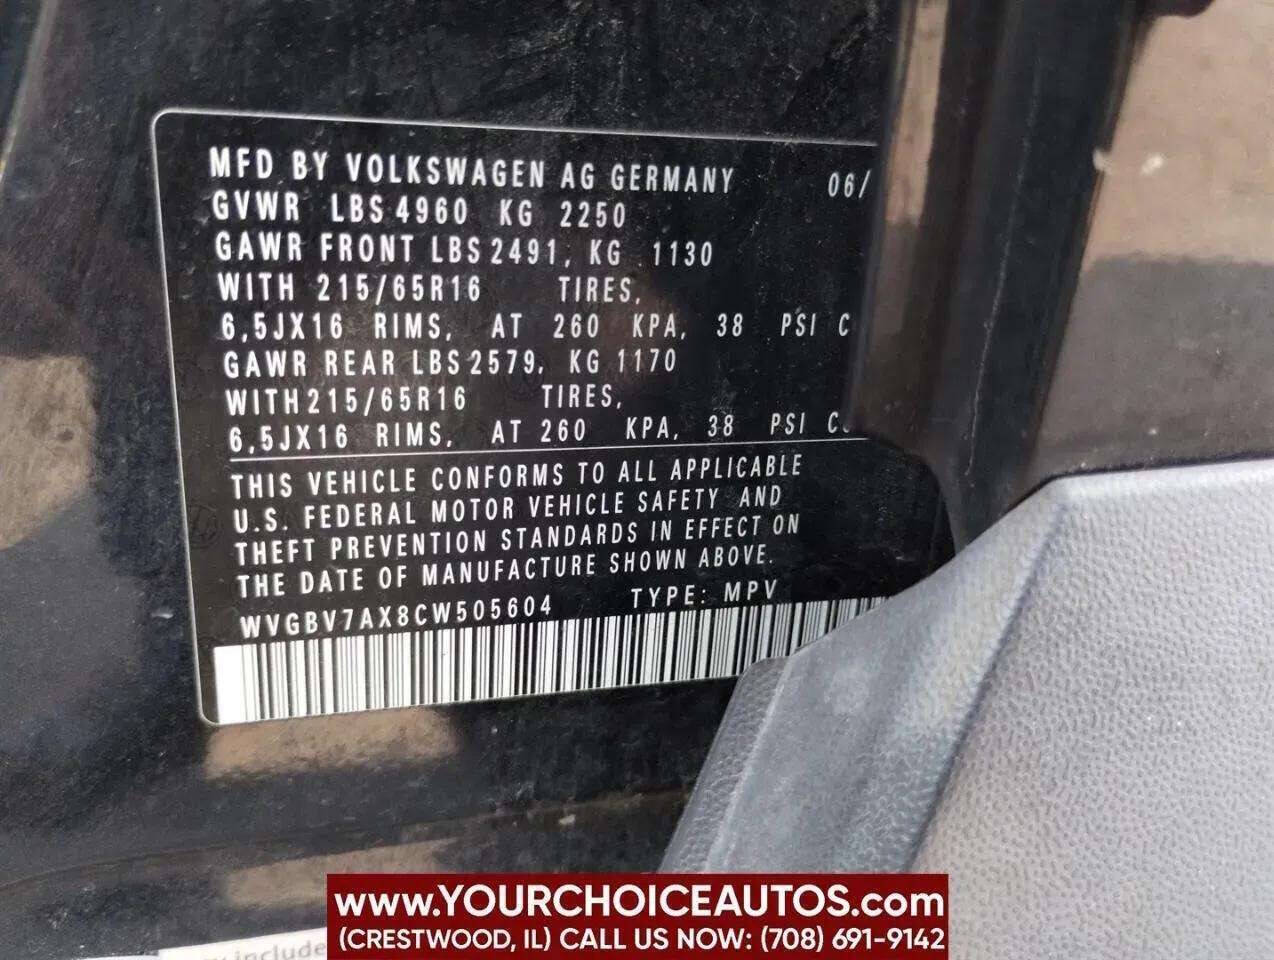 MFD BY VOLKSWAGEN AG GERMANY 06/
GVWR LBS 4960 KG 2250
GAWR FRONT LBS 2491, KG 1130
WITH 215/65R16 TIRES,
6,5JX16 RIMS, AT 260 KPA, 38 PSI C
GAWR REAR LBS 2579, KG 1170
WITH 215/65R16 TIRES,
6,5JX16 RIMS, AT 260 KPA, 38 PSI
THIS VEHICLE CONFORMS TO ALL APPLICABLE
U.S. FEDERAL MOTOR VEHICLE SAFETY AND
THEFT PREVENTION STANDARDS IN EFFECT ON
THE DATE OF MANUFACTURE SHOWN ABOVE.
WVGBV7AX8CW505604 TYPE: MPV
www.YOURCHOICEAUTOS.com
(CRESTWOOD, IL) CALL US NOW: (708) 691-9142